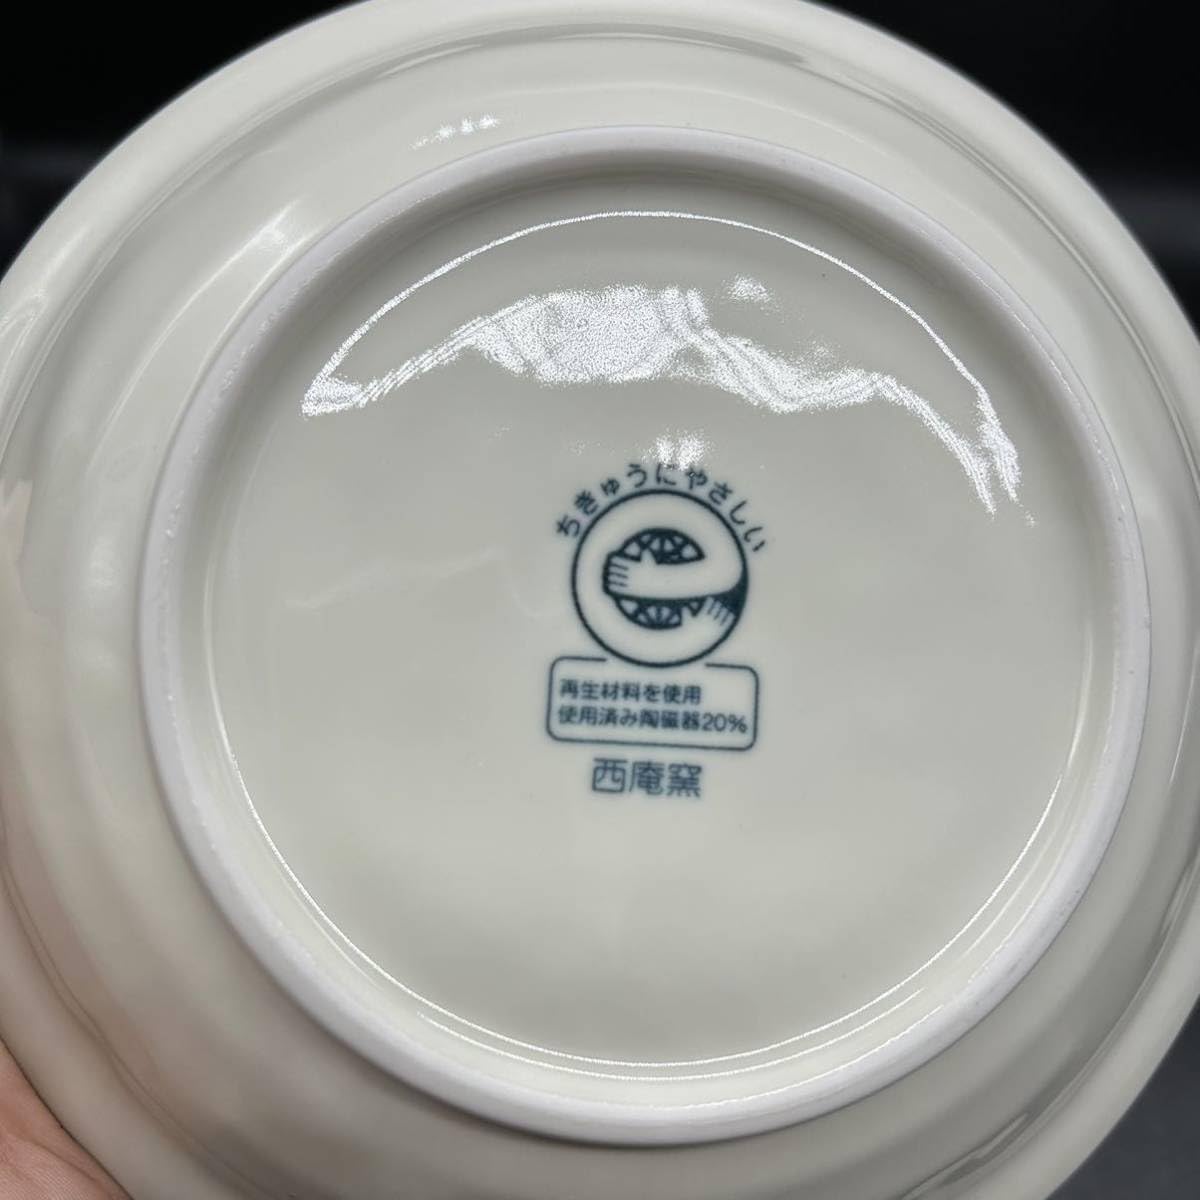 ちきゅうにやさしい
再生材料を使用
使用済み陶磁器20%
西庵窯